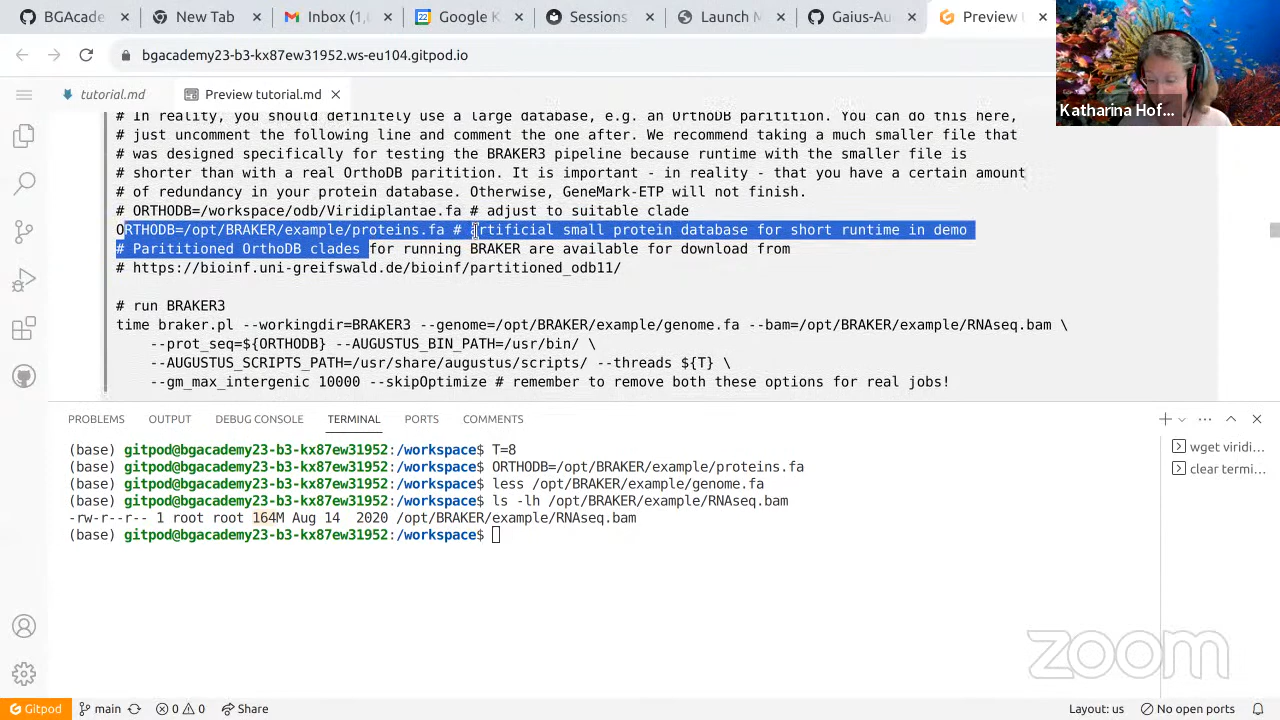 BGAcade
New Tab
Inbox (1,
Google K
Sessions
Launch M
Gaius-Au
Preview
bgacademy23-b3-kx87ew31952.ws-eu104.gitpod.io
Katharina Hof...
tutorial.md
Preview tutorial.md
# In reality, you should definitely use a large database, e.g. an OrthoDB partition. You can do this here,
# just uncomment the following line and comment the one after. We recommend taking a much smaller file that
# was designed specifically for testing the BRAKER3 pipeline because runtime with the smaller file is
# shorter than with a real OrthoDB paritition. It is important - in reality - that you have a certain amount
# of redundancy in your protein database. Otherwise, GeneMark-ETP will not finish.
# ORTHODB=/workspace/odb/Viridiplantae.fa # adjust to suitable clade
ORTHODB=/opt/BRAKER/example/proteins.fa # artificial small protein database for short runtime in demo
# Parititioned OrthoDB clades for running BRAKER are available for download from
# https://bioinf.uni-greifswald.de/bioinf/partitioned_odb11/
# run BRAKER3
time braker.pl --workingdir=BRAKER3 --genome=/opt/BRAKER/example/genome.fa --bam=/opt/BRAKER/example/RNAseq.bam \
--prot_seq=${ORTHODB} --AUGUSTUS_BIN_PATH=/usr/bin/ \
--AUGUSTUS_SCRIPTS_PATH=/usr/share/augustus/scripts/ --threads ${T} \
--gm_max_intergenic 10000 --skipOptimize # remember to remove both these options for real jobs!
PROBLEMS
OUTPUT
DEBUG CONSOLE
TERMINAL
PORTS
COMMENTS
(base) gitpod@bgacademy23-b3-kx87ew31952:/workspace$ T=8
(base) gitpod@bgacademy23-b3-kx87ew31952:/workspace$ ORTHODB=/opt/BRAKER/example/proteins.fa
(base) gitpod@bgacademy23-b3-kx87ew31952:/workspace$ less /opt/BRAKER/example/genome.fa
(base) gitpod@bgacademy23-b3-kx87ew31952:/workspace$ ls -lh /opt/BRAKER/example/RNAseq.bam
-rw-r--r-- 1 root root 164M Aug 14 2020 /opt/BRAKER/example/RNAseq.bam
(base) gitpod@bgacademy23-b3-kx87ew31952:/workspace$
wget viridi...
clear termi...
zoom
Gitpod
main
0
0
Share
Layout: us
No open ports